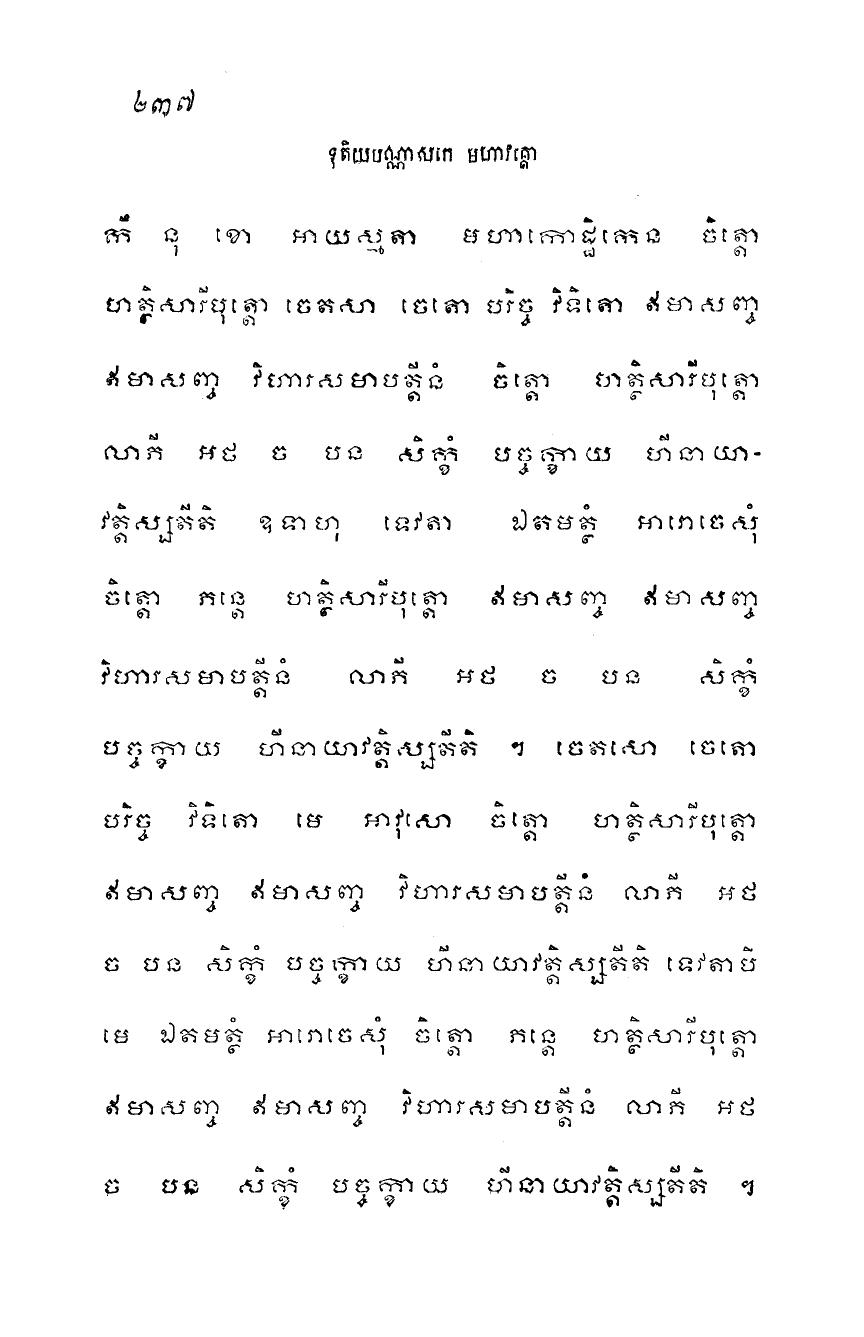 ២៣៧
ទុតិយបណ្ណាសកេ មហាវគ្គោ
កឹ នុ ខោ អាយស្មតា មហាកោដ្ឋិកេន ចិត្តោ
ហត្ថិសារីបុត្តោ ចេតសា ចេតោ បរិច្ច វិទិតោ ឥមាសញ្ច
ឥមាសញ្ច វិហារសមាបត្តីនំ ចិត្តោ ហត្ថិសារីបុត្តោ
លាភី អថ ច បន សិក្ខំ បច្ចក្ខាយ ហីនាយា-
វត្តិស្សតីតិ ឧទាហុ ទេវតា ឯតមត្ថំ អារោចេសុំ
ចិត្តោ ភន្តេ ហត្ថិសារីបុត្តោ ឥមាសញ្ច ឥមាសញ្ច
វិហារសមាបត្តីនំ លាភី អថ ច បន សិក្ខំ
បច្ចក្ខាយ ហីនាយាវត្តិស្សតីតិ ។ ចេតសោ ចេតោ
បរិច្ច វិទិតោ មេ អាវុសោ ចិត្តោ ហត្ថិសារីបុត្តោ
ឥមាសញ្ច ឥមាសញ្ច វិហារសមាបត្តីនំ លាភី អថ
ច បន សិក្ខំ បច្ចក្ខាយ ហីនាយាវត្តិស្សតីតិ ទេវតាបិ
មេ ឯតមត្ថំ អារោចេសុំ ចិត្តោ ភន្តេ ហត្ថិសារីបុត្តោ
ឥមាសញ្ច ឥមាសញ្ច វិហារសមាបត្តីនំ លាភី អថ
ច បន សិក្ខំ បច្ចក្ខាយ ហីនាយាវត្តិស្សតីតិ ។